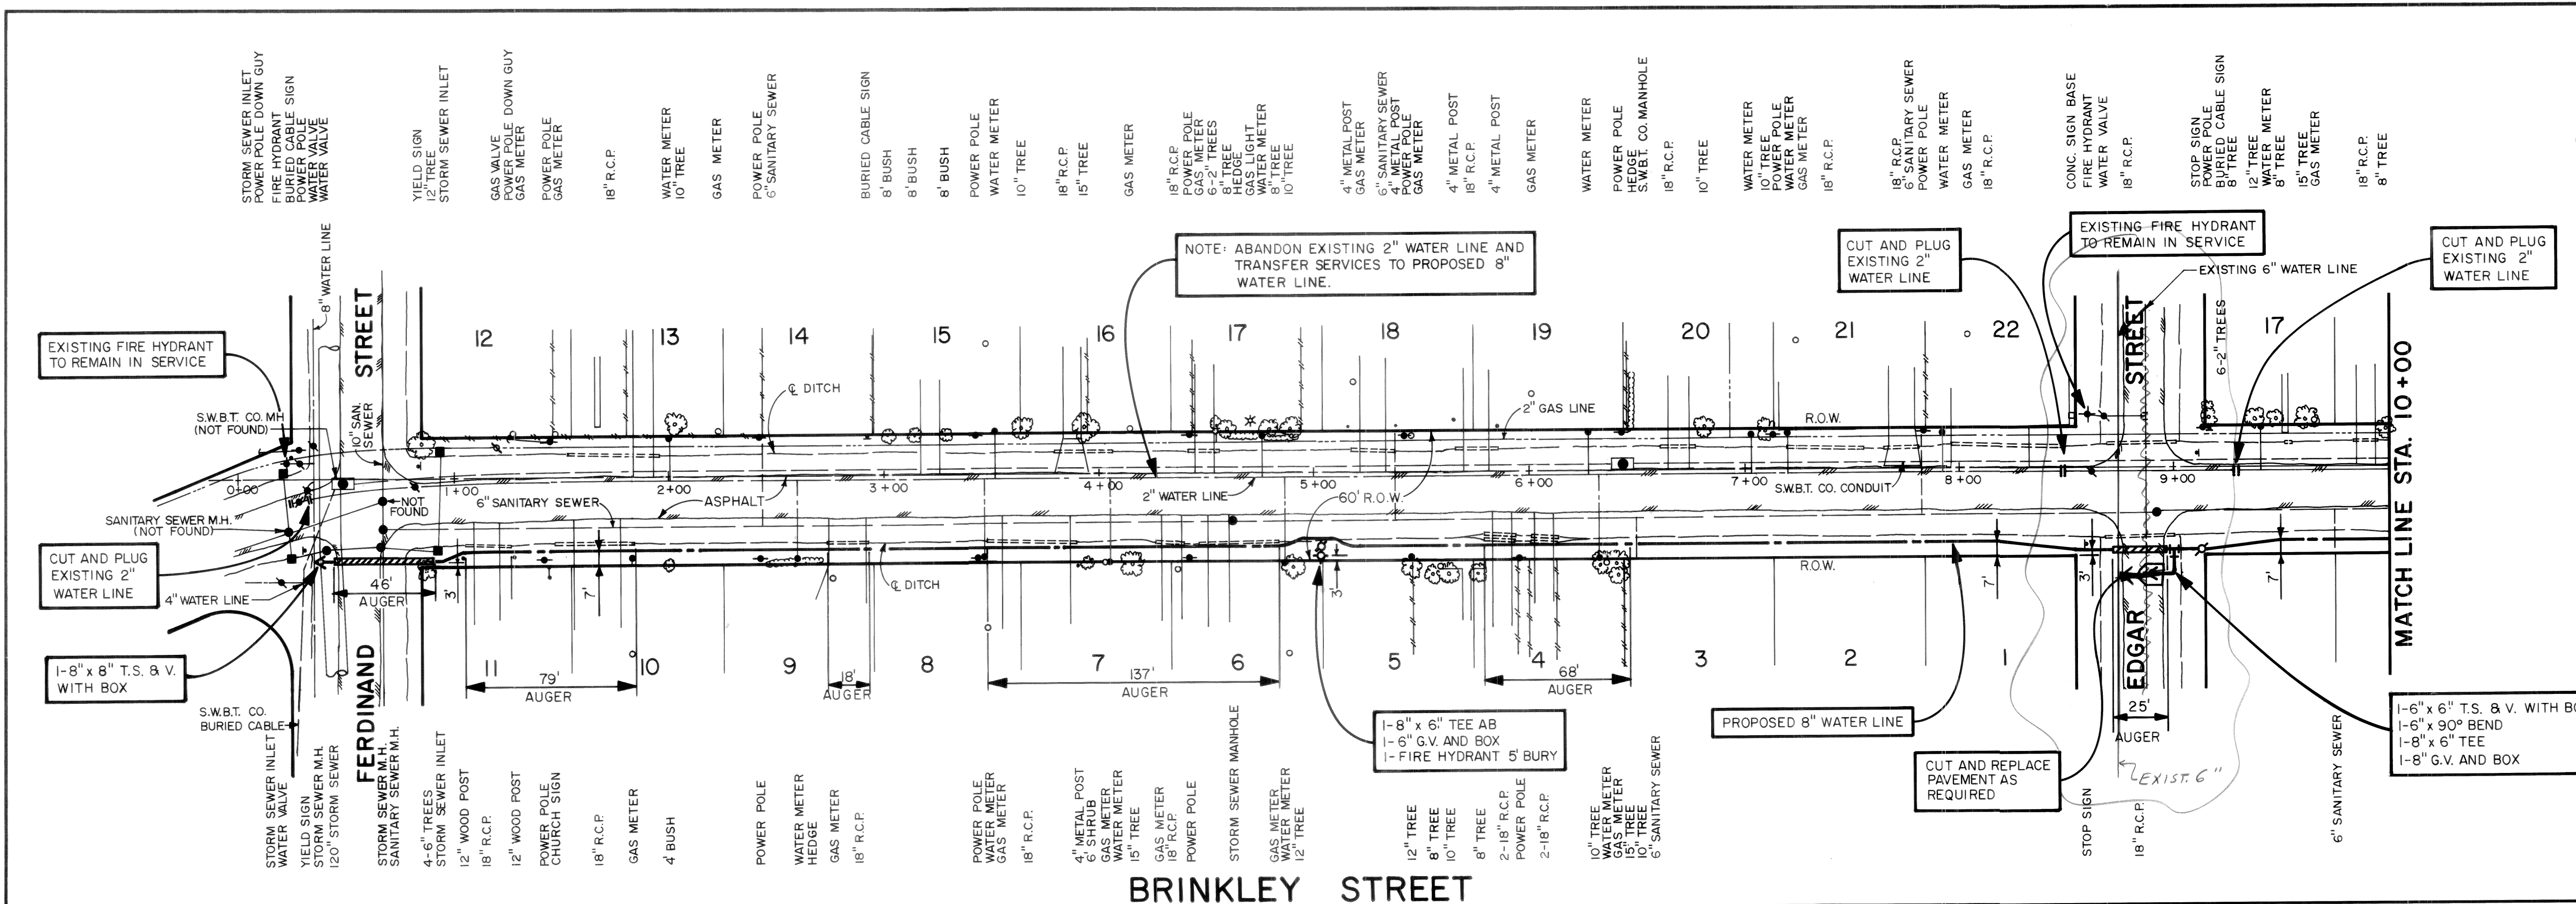 STORM SEWER INLET
POWER POLE DOWN GUY
FIRE HYDRANT
BURIED CABLE SIGN
POWER POLE
WATER VALVE
WATER VALVE
YIELD SIGN
12" TREE
STORM SEWER INLET
GAS VALVE
POWER POLE DOWN GUY
GAS METER
POWER POLE
GAS METER
18" R.C.P.
WATER METER
10" TREE
GAS METER
POWER POLE
6" SANITARY SEWER
BURIED CABLE SIGN
8' BUSH
8' BUSH
8' BUSH
POWER POLE
WATER METER
10" TREE
18" R.C.P.
15" TREE
GAS METER
18" R.C.P.
POWER POLE
GAS METER
6-2" TREES
8" TREE
HEDGE
GAS LIGHT
WATER METER
8" TREE
10" TREE
4" METAL POST
GAS METER
6" SANITARY SEWER
4" METAL POST
POWER POLE
GAS METER
4" METAL POST
18" R.C.P.
4" METAL POST
GAS METER
WATER METER
POWER POLE
HEDGE
S.W.B.T. CO. MANHOLE
18" R.C.P.
10" TREE
WATER METER
10" TREE
POWER POLE
WATER METER
GAS METER
18" R.C.P.
18" R.C.P.
6" SANITARY SEWER
POWER POLE
WATER METER
GAS METER
18" R.C.P.
CONC. SIGN BASE
FIRE HYDRANT
WATER VALVE
18" R.C.P.
STOP SIGN
POWER POLE
BURIED CABLE SIGN
8" TREE
12" TREE
WATER METER
8" TREE
15" TREE
GAS METER
18" R.C.P.
8" TREE
8" WATER LINE
STREET
NOTE: ABANDON EXISTING 2" WATER LINE AND
TRANSFER SERVICES TO PROPOSED 8"
WATER LINE.
CUT AND PLUG
EXISTING 2"
WATER LINE
EXISTING FIRE HYDRANT
TO REMAIN IN SERVICE
EXISTING 6" WATER LINE
CUT AND PLUG
EXISTING 2"
WATER LINE
EXISTING FIRE HYDRANT
TO REMAIN IN SERVICE
12
13
14
15
16
17
18
19
20
21
22
STREET
6-2" TREES
17
MATCH LINE STA. 10+00
S.W.B.T. CO. MH
(NOT FOUND)
10" SAN.
SEWER
℄ DITCH
2" GAS LINE
R.O.W.
0+00
1+00
2+00
3+00
4+00
5+00
6+00
7+00
8+00
9+00
NOT
FOUND
6" SANITARY SEWER
ASPHALT
2" WATER LINE
60' R.O.W.
S.W.B.T. CO. CONDUIT
SANITARY SEWER M.H.
(NOT FOUND)
CUT AND PLUG
EXISTING 2"
WATER LINE
4" WATER LINE
46'
AUGER
3'
7'
℄ DITCH
3'
R.O.W.
7'
3'
7'
1-8" x 8" T.S. & V.
WITH BOX
S.W.B.T. CO.
BURIED CABLE
FERDINAND
11
10
9
8
7
6
5
4
3
2
1
EDGAR
79'
AUGER
18'
AUGER
137'
AUGER
68'
AUGER
25'
AUGER
1-8" x 6" TEE AB
1-6" G.V. AND BOX
1-FIRE HYDRANT 5' BURY
PROPOSED 8" WATER LINE
CUT AND REPLACE
PAVEMENT AS
REQUIRED
EXIST. 6"
1-6" x 6" T.S. & V. WITH BO
1-6" x 90° BEND
1-8" x 6" TEE
1-8" G.V. AND BOX
STORM SEWER INLET
WATER VALVE
YIELD SIGN
STORM SEWER M.H.
120" STORM SEWER
STORM SEWER M.H.
SANITARY SEWER M.H.
4-6" TREES
STORM SEWER INLET
12" WOOD POST
18" R.C.P.
12" WOOD POST
POWER POLE
CHURCH SIGN
18" R.C.P.
GAS METER
4' BUSH
POWER POLE
WATER METER
HEDGE
GAS METER
18" R.C.P.
POWER POLE
WATER METER
GAS METER
18" R.C.P.
4" METAL POST
6' SHRUB
GAS METER
WATER METER
15" TREE
GAS METER
18" R.C.P.
POWER POLE
STORM SEWER MANHOLE
GAS METER
WATER METER
12" TREE
12" TREE
8" TREE
10" TREE
8" TREE
2-18" R.C.P.
POWER POLE
2-18" R.C.P.
10" TREE
WATER METER
GAS METER
15" TREE
10" TREE
6" SANITARY SEWER
STOP SIGN
18" R.C.P.
6" SANITARY SEWER
BRINKLEY STREET